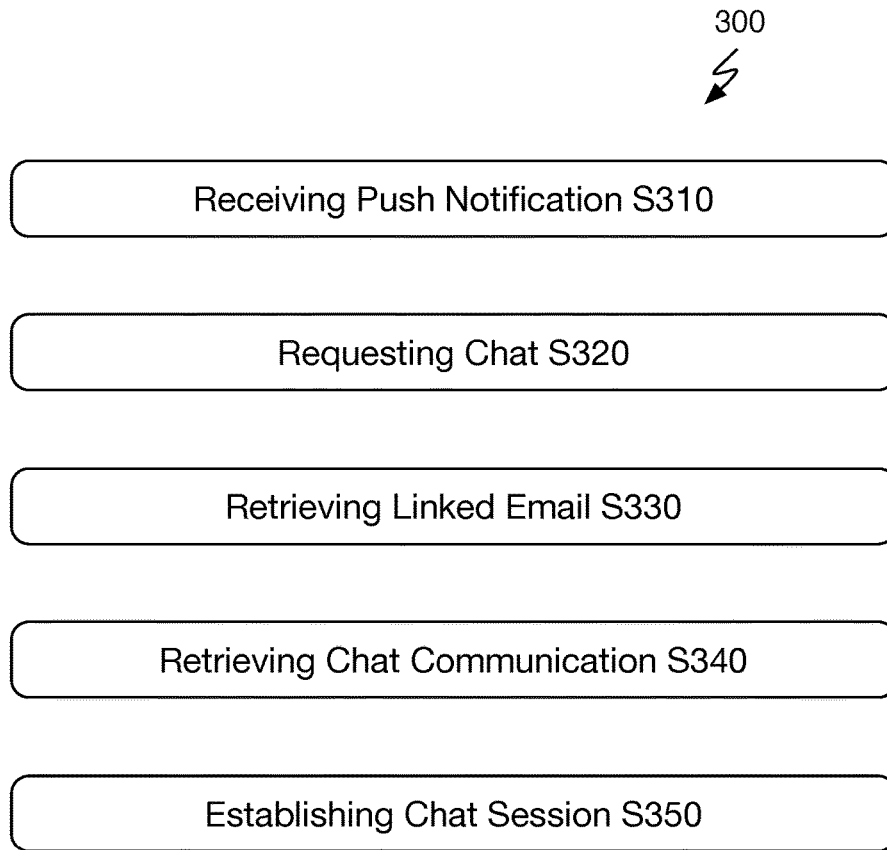 300
Receiving Push Notification S310
Requesting Chat S320
Retrieving Linked Email S330
Retrieving Chat Communication S340
Establishing Chat Session S350